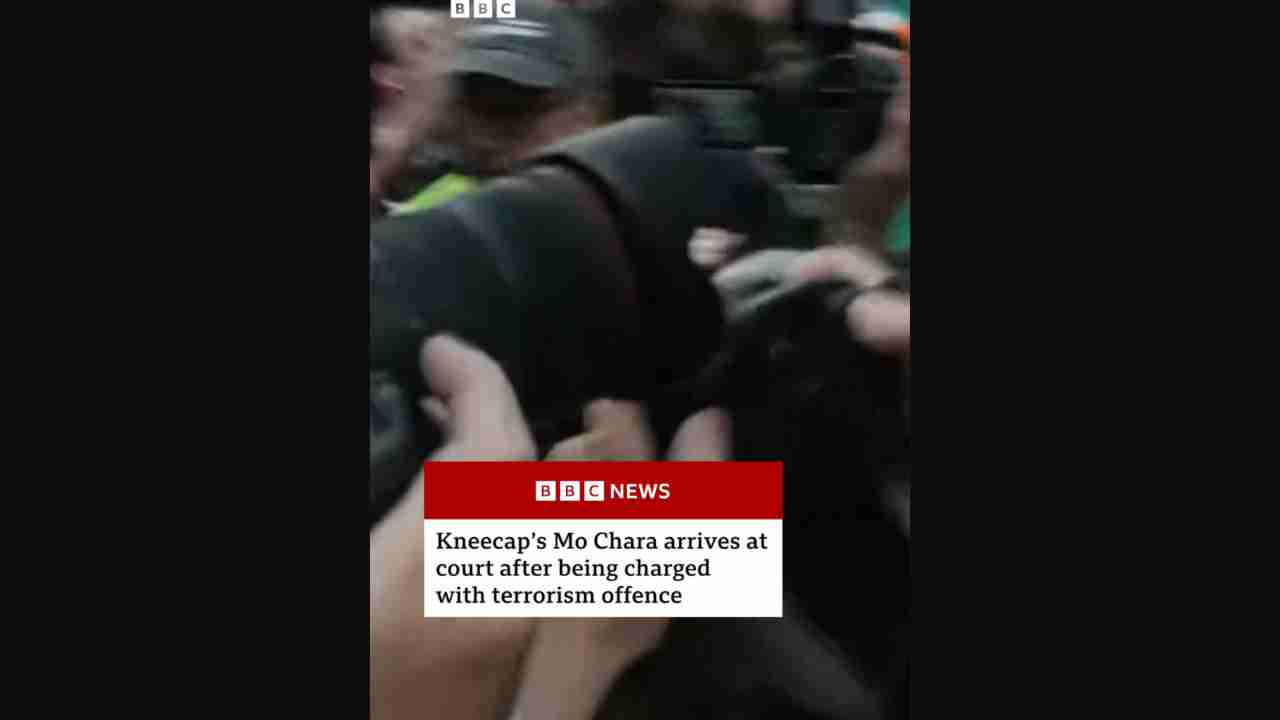 BBC
BBC NEWS
Kneecap's Mo Chara arrives at
court after being charged
with terrorism offence